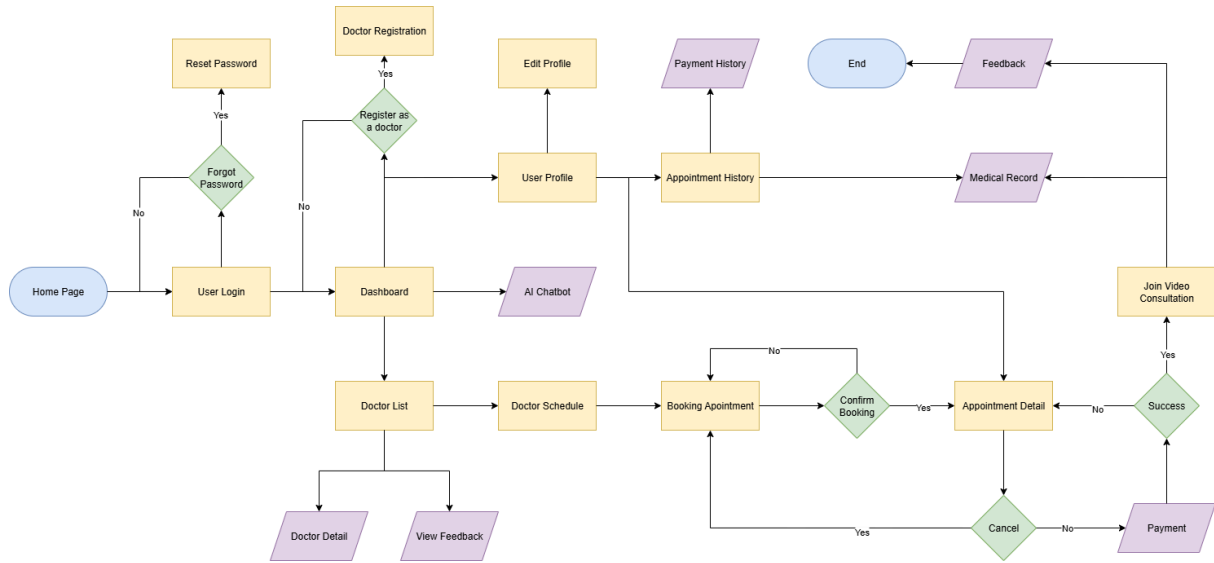 Doctor Registration
Reset Password
Edit Profile
Payment History
End
Feedback
Yes
Yes
Register as
a doctor
Forgot
Password
User Profile
Appointment History
Medical Record
No
No
Home Page
User Login
Dashboard
AI Chatbot
Join Video
Consultation
No
Yes
Doctor List
Doctor Schedule
Booking Apointment
Confirm
Booking
Yes
Appointment Detail
No
Success
Doctor Detail
View Feedback
Yes
Cancel
No
Payment